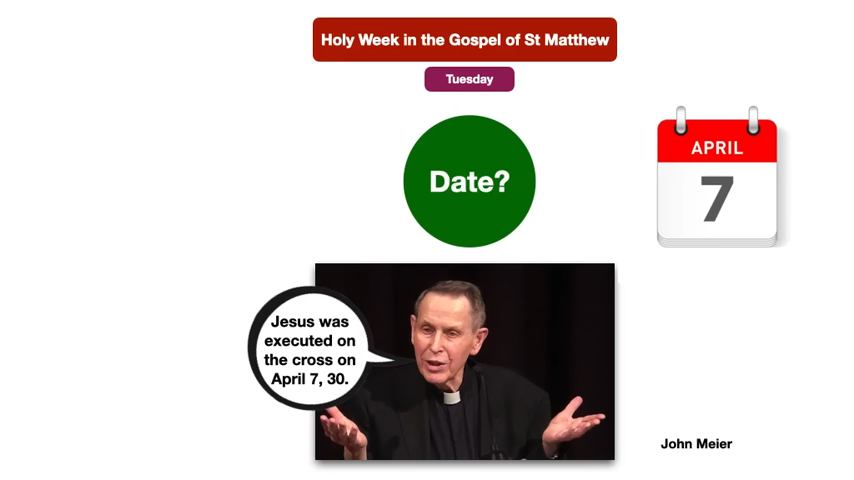 Holy Week in the Gospel of St Matthew
Tuesday
Date?
APRIL
7
Jesus was
executed on
the cross on
April 7, 30.
John Meier